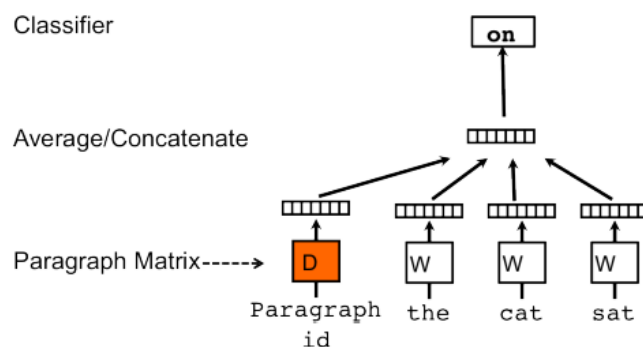 Classifier
on
Average/Concatenate
Paragraph Matrix
D
W
W
W
Paragraph
id
the
cat
sat